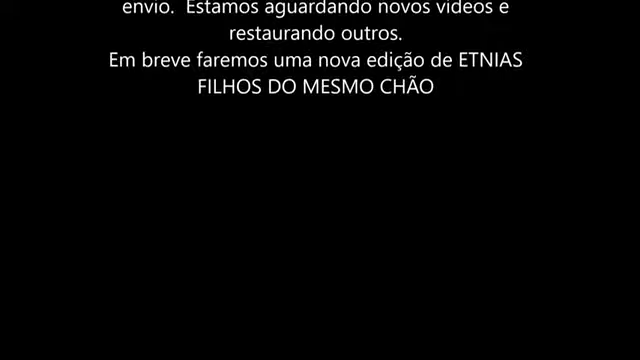 envio.  Estamos aguardando novos vídeos e
restaurando outros.
Em breve faremos uma nova edição de ETNIAS
FILHOS DO MESMO CHÃO